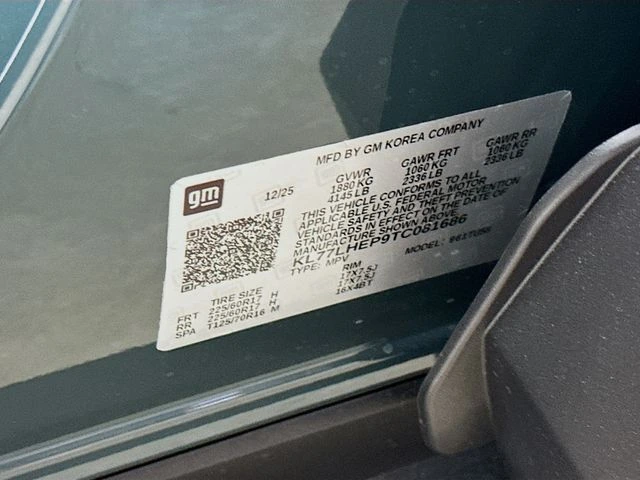 gm
MFD BY GM KOREA COMPANY
12/25
GVWR GAWR FRT GAWR RR
1880 KG 1060 KG 1060 KG
4145 LB 2336 LB 2336 LB
THIS VEHICLE CONFORMS TO ALL
APPLICABLE U.S. FEDERAL MOTOR
VEHICLE SAFETY AND THEFT PREVENTION
STANDARDS IN EFFECT ON THE DATE OF
MANUFACTURE SHOWN ABOVE.
KL77LHEP9TC081686
TYPE: MPV MODEL:
TIRE SIZE RIM
FRT 225/60R17 H 17X7.5J
RR 225/60R17 H 17X7.5J
SPA T125/70R16 M 16X4BT